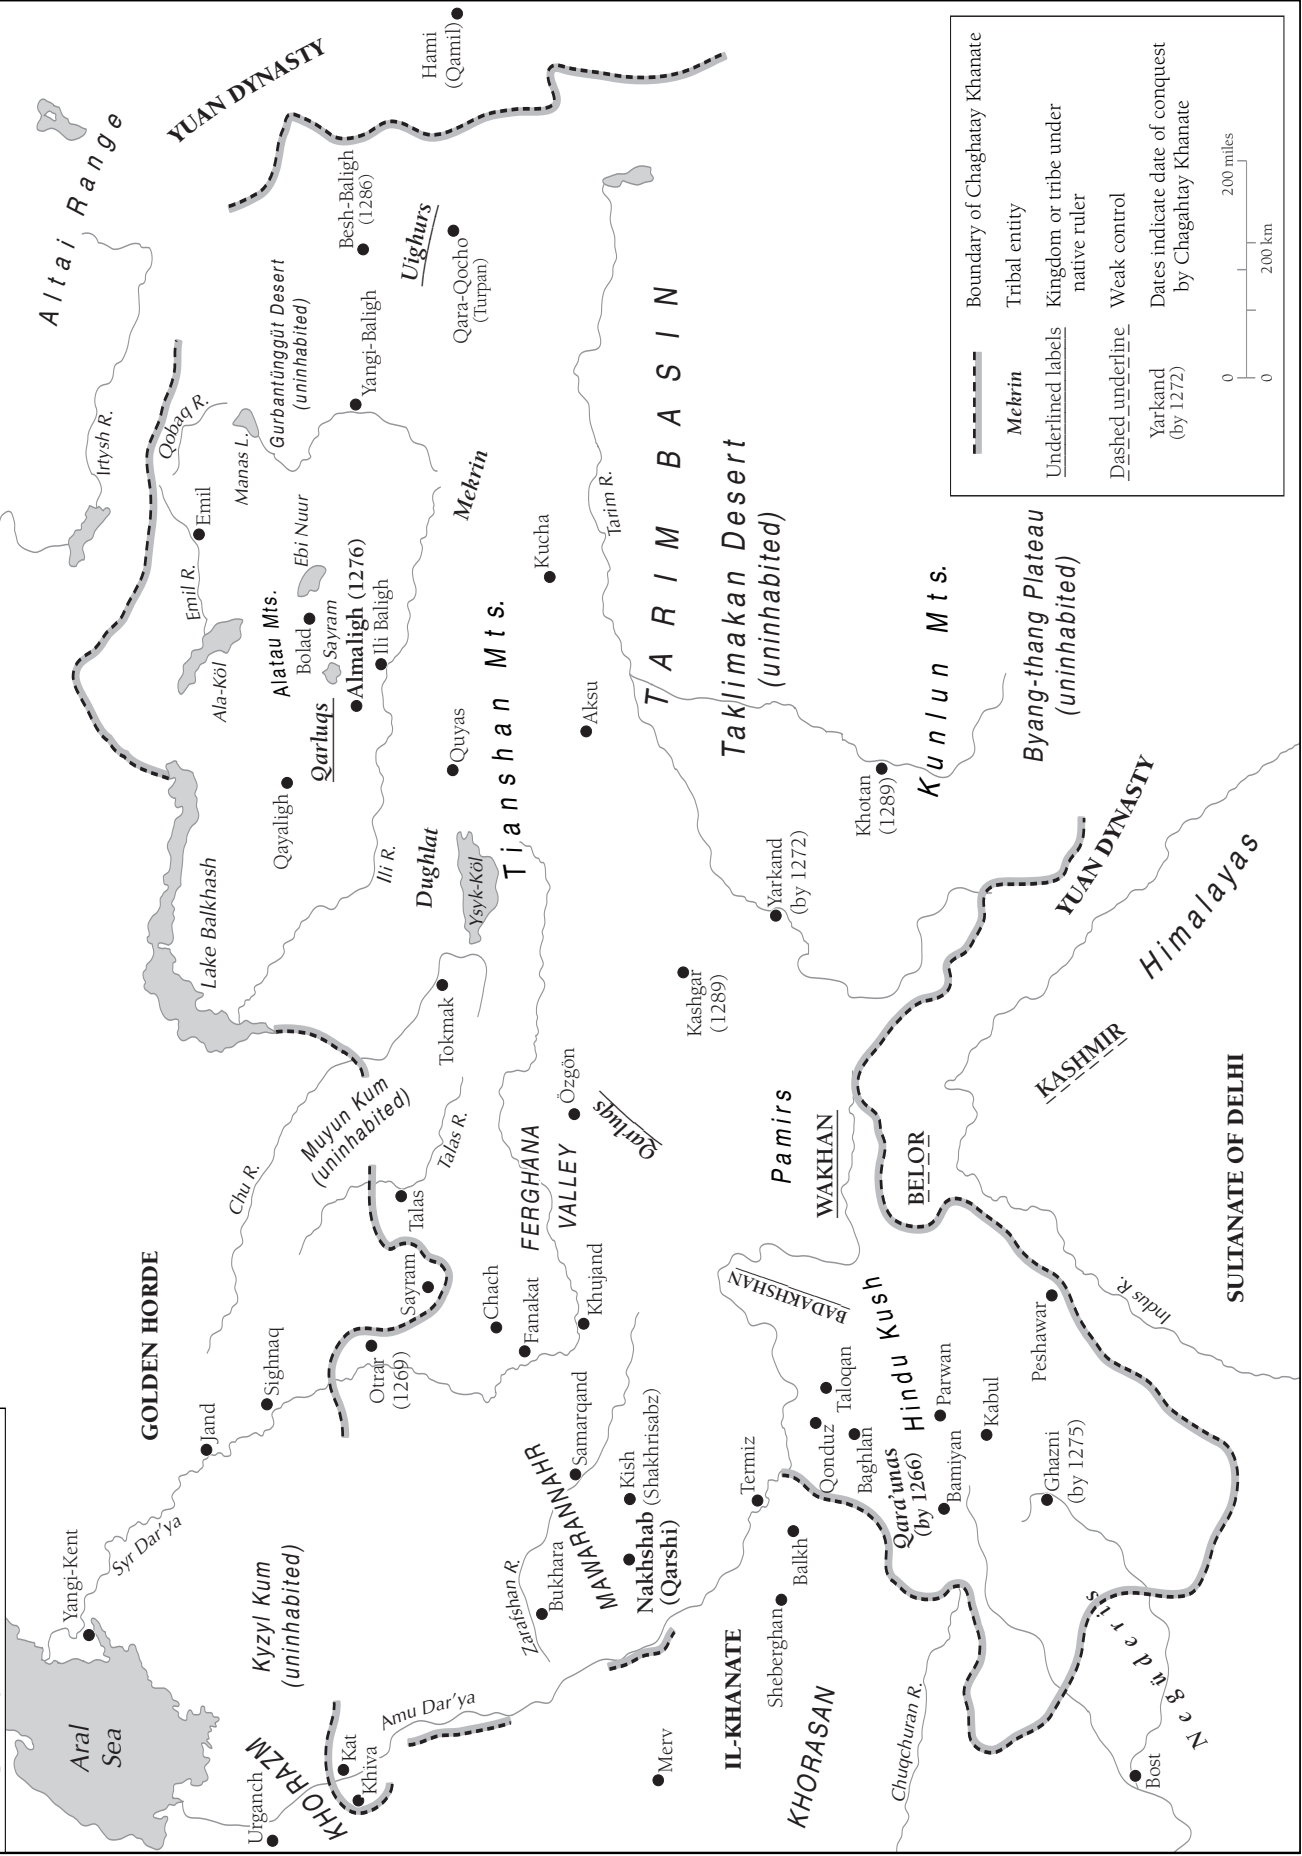 Altai Range
YUAN DYNASTY
Hami
(Qamil)
Irtysh R.
Qobaq R.
Manas L.
Gurbantünggüt Desert
(uninhabited)
Besh-Baligh
(1286)
Uighurs
Qara-Qocho
(Turpan)
Yangi-Baligh
Emil
Emil R.
Ala-Köl
Alatau Mts.
Ebi Nuur
Bolad
Sayram
Almaligh (1276)
Ili Baligh
Qarluqs
Qayaligh
Mekrin
Kucha
Tarim R.
TARIM BASIN
Taklimakan Desert
(uninhabited)
Kunlun Mts.
Byang-thang Plateau
(uninhabited)
Tianshan Mts.
Aksu
Quyas
Lake Balkhash
Ili R.
Dughlat
Ysyk-Köl
Tokmak
Khotan
(1289)
Yarkand
(by 1272)
Kashgar
(1289)
YUAN DYNASTY
Himalayas
KASHMIR
SULTANATE OF DELHI
GOLDEN HORDE
Chu R.
Muyun Kum
(uninhabited)
Talas R.
Talas
Sayram
Otrar
(1269)
Sighnaq
Jand
Yangi-Kent
Syr Dar'ya
Aral
Sea
Kyzyl Kum
(uninhabited)
FERGHANA
VALLEY
Özgön
Qarluqs
Chach
Fanakat
Khujand
Samarqand
Kish
(Shakhrisabz)
MAWARANNAHR
Nakhshab
(Qarshi)
Bukhara
Zarafshan R.
Amu Dar'ya
KHORAZM
Urganch
Kat
Khiva
Merv
IL-KHANATE
KHORASAN
Sheberghan
Balkh
Termiz
Pamirs
WAKHAN
BELOR
BADAKHSHAN
Hindu Kush
Taloqan
Qonduz
Baghlan
Qara'unas
(by 1266)
Parwan
Bamiyan
Kabul
Peshawar
Indus R.
Ghazni
(by 1275)
Chuqchuran R.
Negüderis
Bost
Boundary of Chaghatay Khanate
Mekrin
Tribal entity
Underlined labels
Kingdom or tribe under
native ruler
Dashed underline
Weak control
Yarkand
(by 1272)
Dates indicate date of conquest
by Chagahtay Khanate
0
200 miles
0
200 km